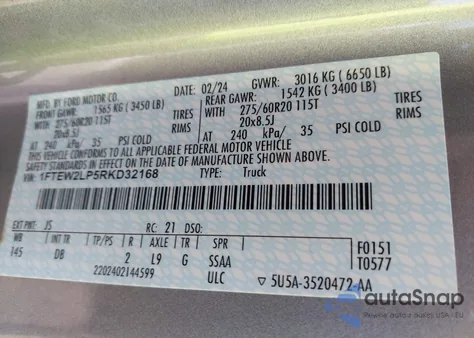 MFD. BY FORD MOTOR CO. DATE: 02/24 GVWR: 3016 KG ( 6650 LB)
FRONT GAWR: 1565 KG ( 3450 LB) REAR GAWR: 1542 KG ( 3400 LB)
WITH 275/60R20 115T TIRES WITH 275/60R20 115T TIRES
20x8.5J RIMS 20x8.5J RIMS
AT 240 kPa/ 35 PSI COLD AT 240 kPa/ 35 PSI COLD
THIS VEHICLE CONFORMS TO ALL APPLICABLE FEDERAL MOTOR VEHICLE
SAFETY STANDARDS IN EFFECT ON THE DATE OF MANUFACTURE SHOWN ABOVE.
VIN: 1FTEW2LP5RKD32168 TYPE: Truck
EXT PNT: JS RC: 21 DSO: F0151
WB INT TR TP/PS R AXLE TR SPR T0577
145 DB 2 L9 G SSAA
2202402144599 ULC 5U5A-3520472-AA
autoSnap